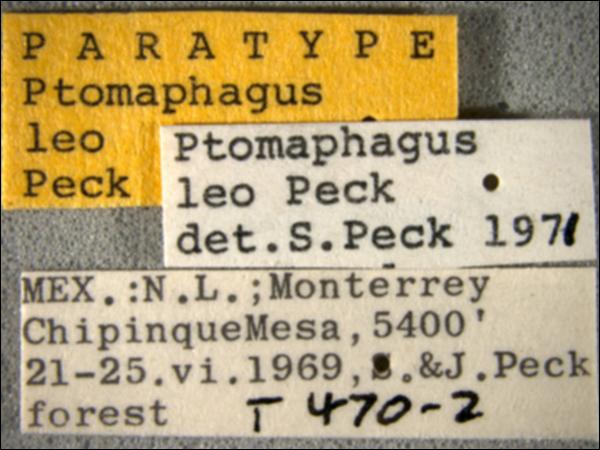 P A R A T Y P E
Ptomaphagus
leo
Peck
Ptomaphagus
leo Peck
det.S.Peck 1971
MEX.:N.L.;Monterrey
ChipinqueMesa,5400'
21-25.vi.1969,S.&J.Peck
forest T 470-2